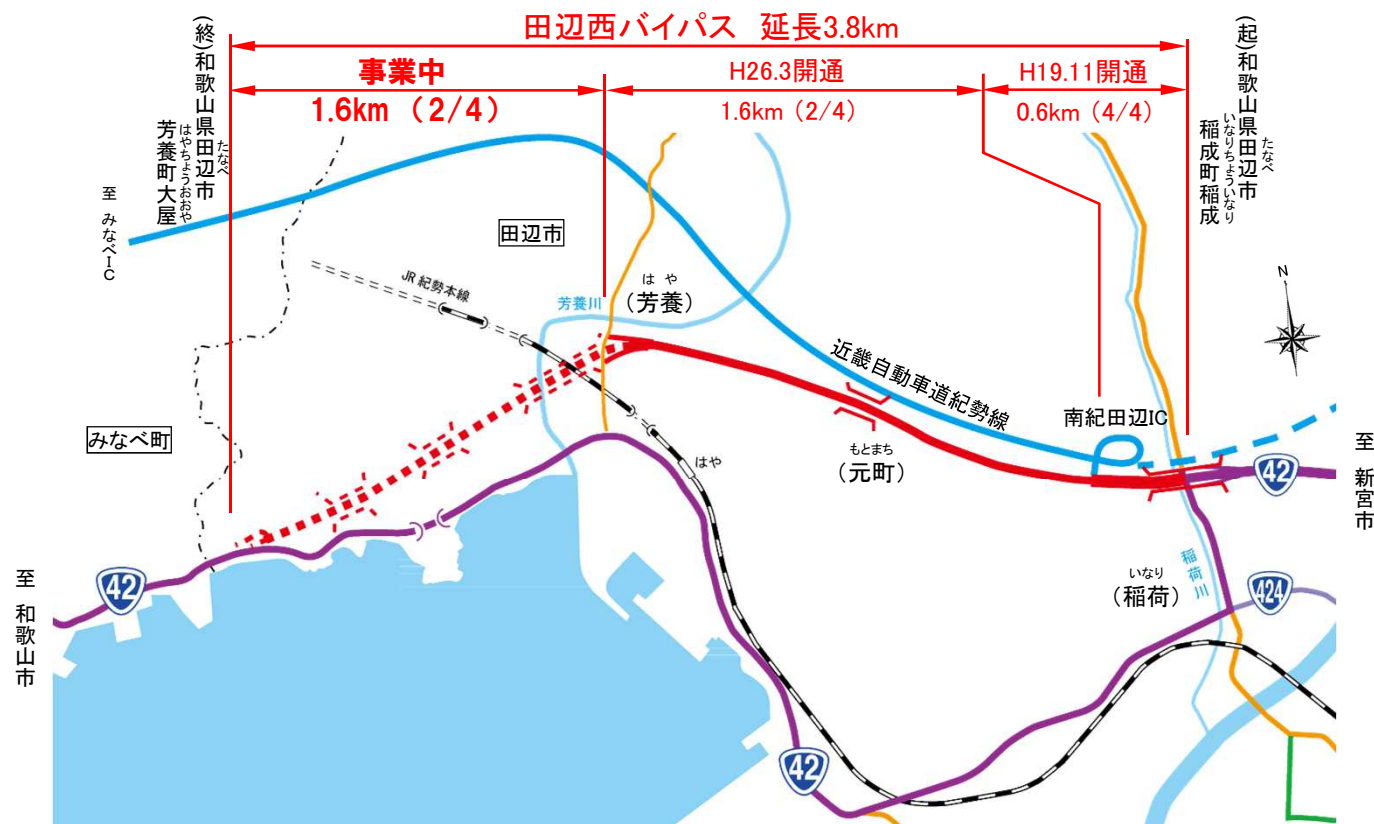 田辺西バイパス 延長3.8km
事業中
1.6km（2/4）
H26.3開通
1.6km（2/4）
H19.11開通
0.6km（4/4）
(終)和歌山県田辺市
たなべ
芳養町大屋
はやちょうおおや
(起)和歌山県田辺市
たなべ
稲成町稲成
いなりちょういなり
至 みなべIC
田辺市
JR紀勢本線
芳養川
はや
（芳養）
N
近畿自動車道紀勢線
南紀田辺IC
みなべ町
はや
もとまち
（元町）
42
至 新宮市
至 和歌山市
42
稲荷川
いなり
（稲荷）
424
42